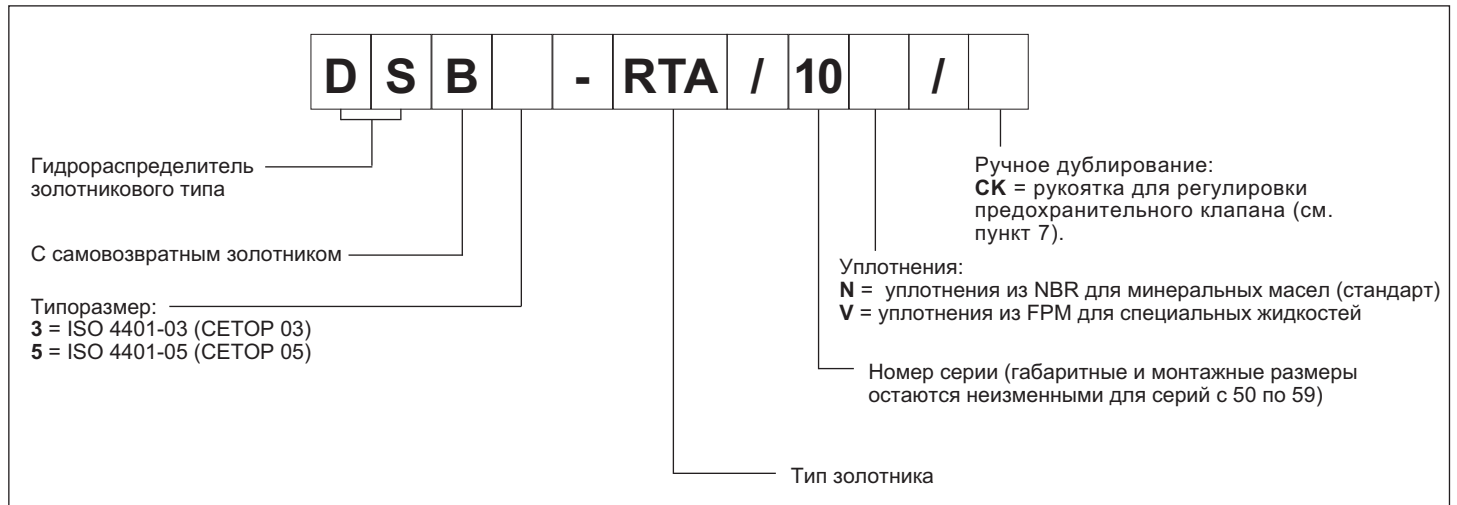 D S B - RTA / 10 /
Гидрораспределитель
золотникового типа
С самовозвратным золотником
Типоразмер:
3 = ISO 4401-03 (CETOP 03)
5 = ISO 4401-05 (CETOP 05)
Ручное дублирование:
CK = рукоятка для регулировки
предохранительного клапана (см.
пункт 7).
Уплотнения:
N = уплотнения из NBR для минеральных масел (стандарт)
V = уплотнения из FPM для специальных жидкостей
Номер серии (габаритные и монтажные размеры
остаются неизменными для серий с 50 по 59)
Тип золотника